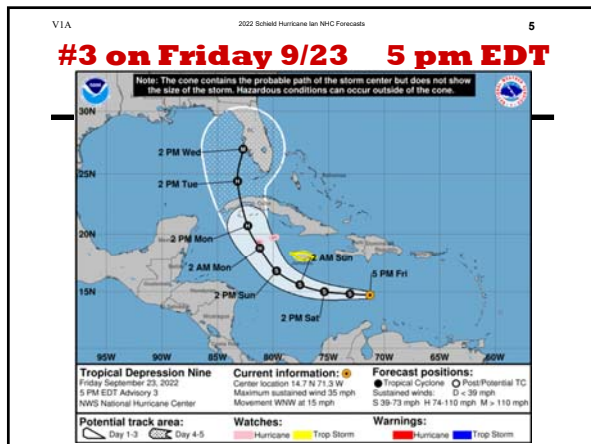 V1A 2022 Schield Hurricane Ian NHC Forecasts 5
#3 on Friday 9/23 5 pm EDT
Note: The cone contains the probable path of the storm center but does not show
the size of the storm. Hazardous conditions can occur outside of the cone.
NOAA
30N
2 PM Wed
M
25N
2 PM Tue
H
Bahamas
20N
2 PM Mon
H
2 AM Mon
H
2 AM Sun
5 PM Fri
2 PM Sun
S
S
S
S
15N
2 PM Sat
Nicaragua
95W 90W 85W 80W 75W 70W 65W 60W
Tropical Depression Nine
Friday September 23, 2022
5 PM EDT Advisory 3
NWS National Hurricane Center
Current information:
Center location 14.7 N 71.3 W
Maximum sustained wind 35 mph
Movement WNW at 15 mph
Forecast positions:
Tropical Cyclone Post/Potential TC
Sustained winds: D < 39 mph
S 39-73 mph H 74-110 mph M > 110 mph
Potential track area:
Day 1-3 Day 4-5
Watches:
Hurricane Trop Storm
Warnings:
Hurricane Trop Storm